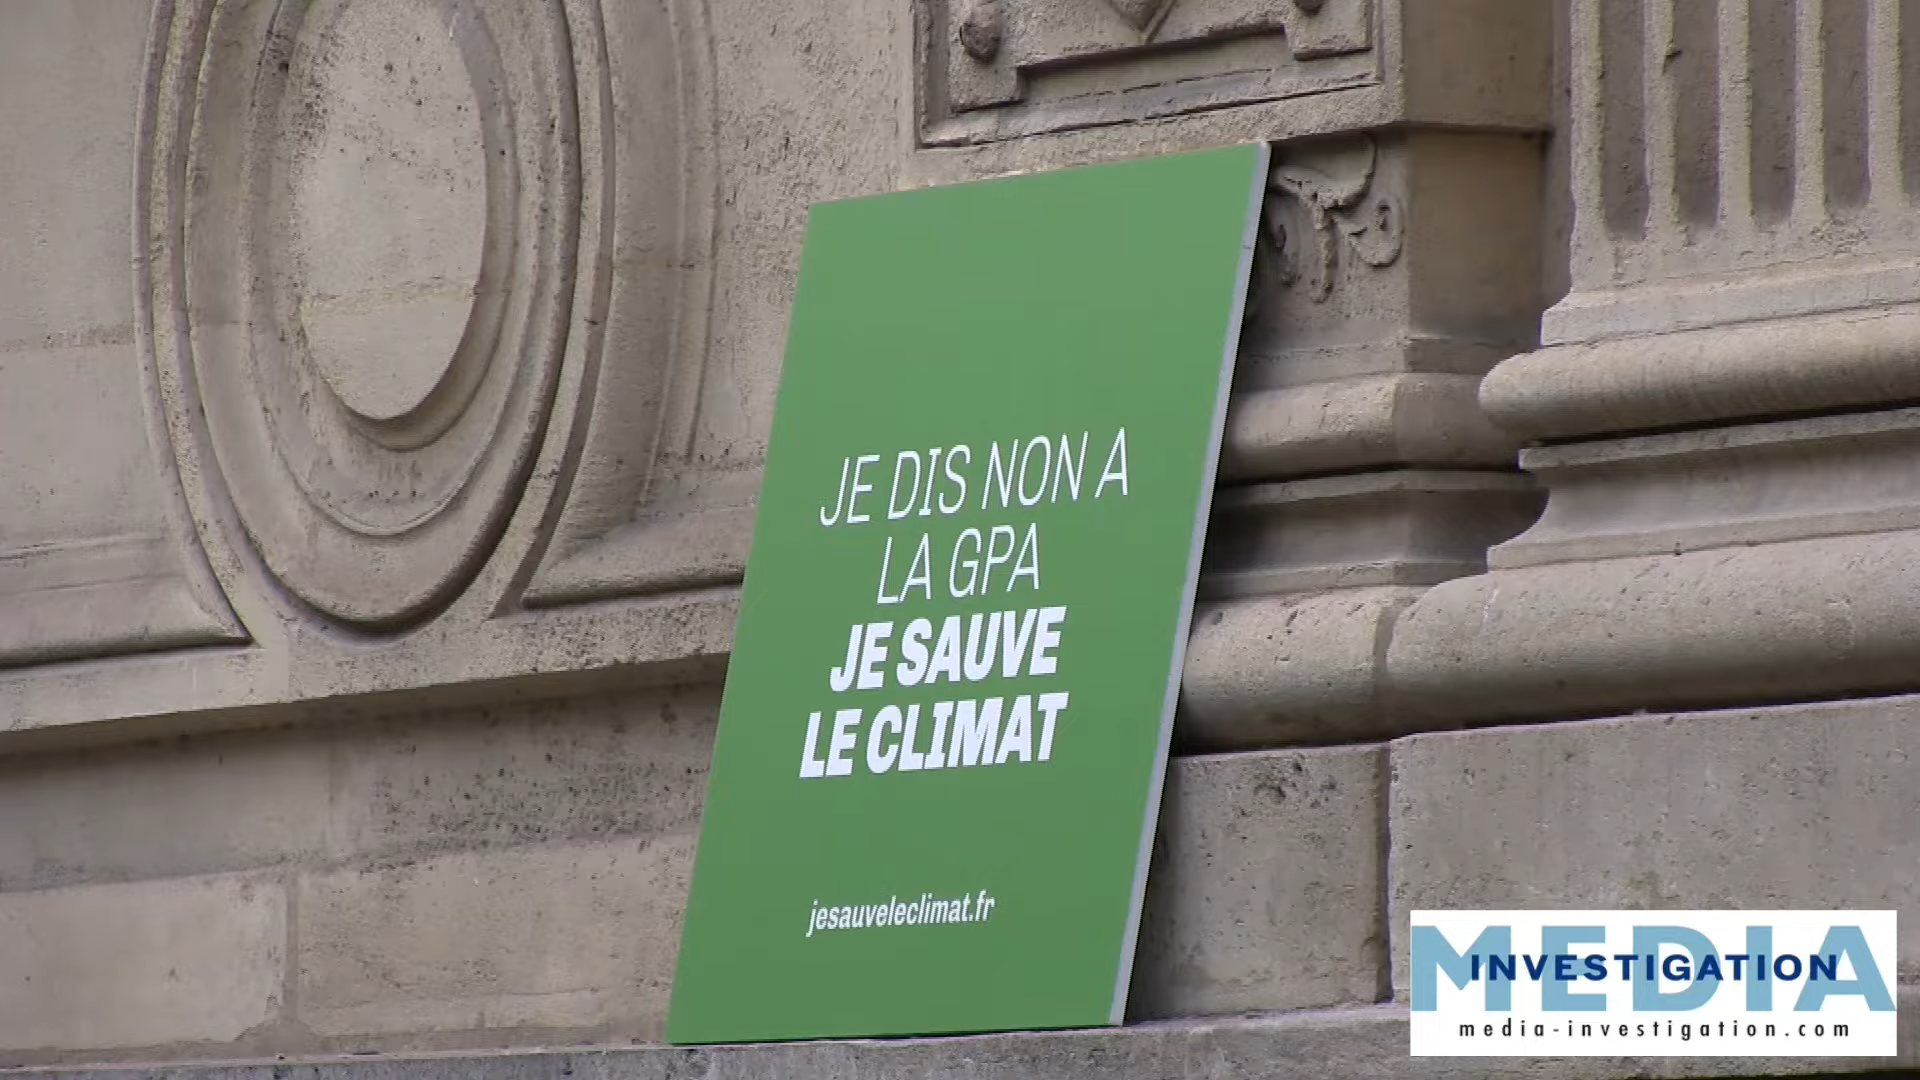 JE DIS NON A
LA GPA
JE SAUVE
LE CLIMAT
jesauveleclimat.fr
MEDIA
INVESTIGATION
media-investigation.com